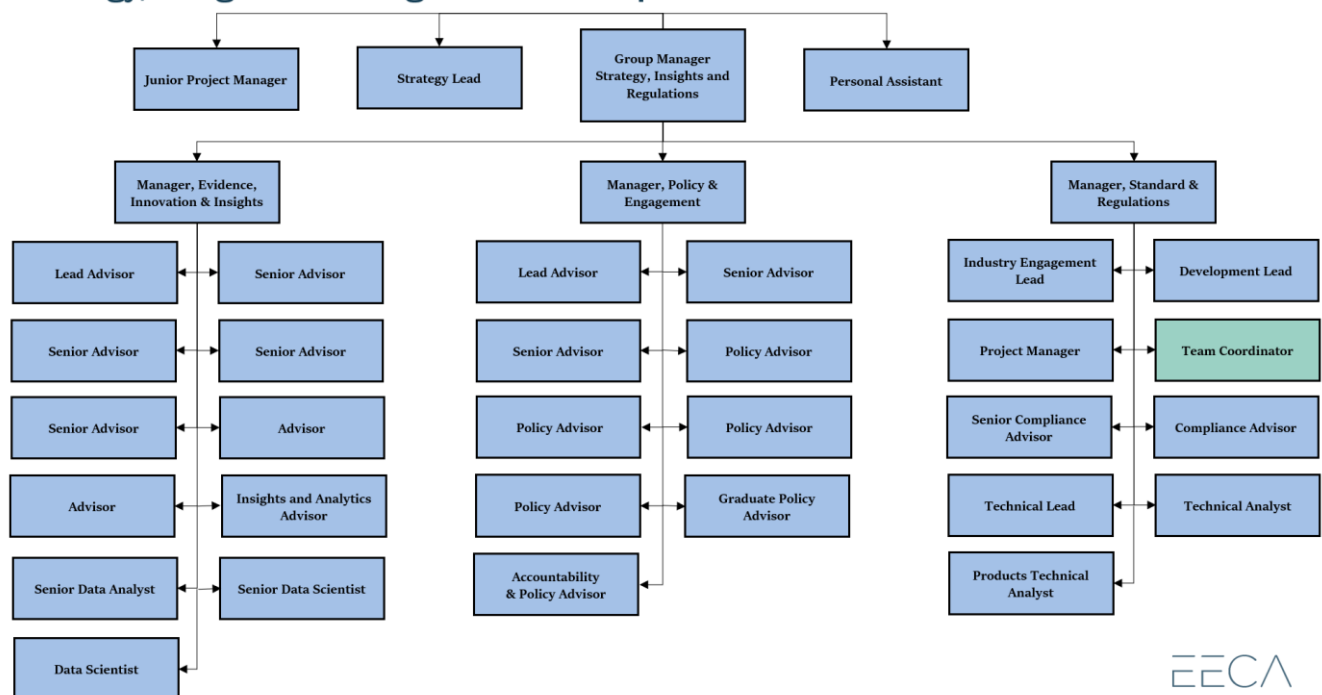 Junior Project Manager
Strategy Lead
Group Manager
Strategy, Insights and
Regulations
Personal Assistant
Manager, Evidence,
Innovation & Insights
Manager, Policy &
Engagement
Manager, Standard &
Regulations
Lead Advisor
Senior Advisor
Senior Advisor
Senior Advisor
Senior Advisor
Advisor
Advisor
Insights and Analytics
Advisor
Senior Data Analyst
Senior Data Scientist
Data Scientist
Lead Advisor
Senior Advisor
Senior Advisor
Policy Advisor
Policy Advisor
Policy Advisor
Policy Advisor
Graduate Policy
Advisor
Accountability
& Policy Advisor
Industry Engagement
Lead
Development Lead
Project Manager
Team Coordinator
Senior Compliance
Advisor
Compliance Advisor
Technical Lead
Technical Analyst
Products Technical
Analyst
EECA